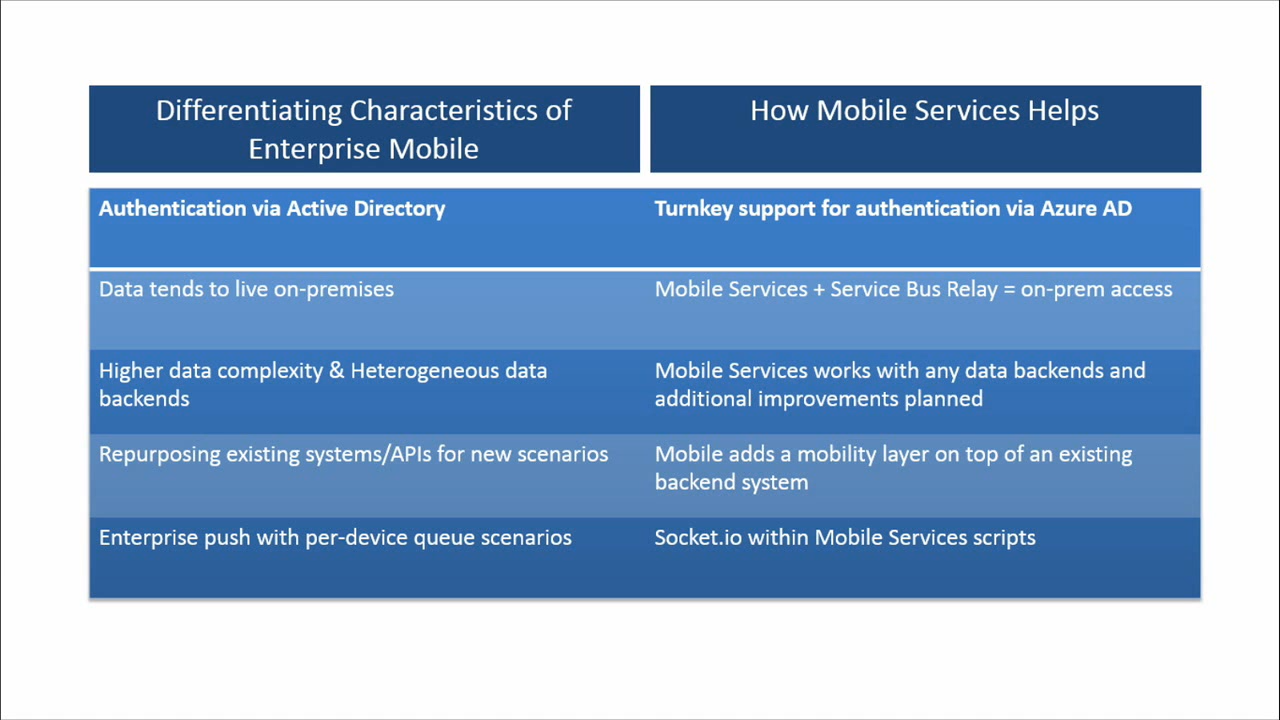 Differentiating Characteristics of
Enterprise Mobile
How Mobile Services Helps
Authentication via Active Directory
Turnkey support for authentication via Azure AD
Data tends to live on-premises
Mobile Services + Service Bus Relay = on-prem access
Higher data complexity & Heterogeneous data
backends
Mobile Services works with any data backends and
additional improvements planned
Repurposing existing systems/APIs for new scenarios
Mobile adds a mobility layer on top of an existing
backend system
Enterprise push with per-device queue scenarios
Socket.io within Mobile Services scripts